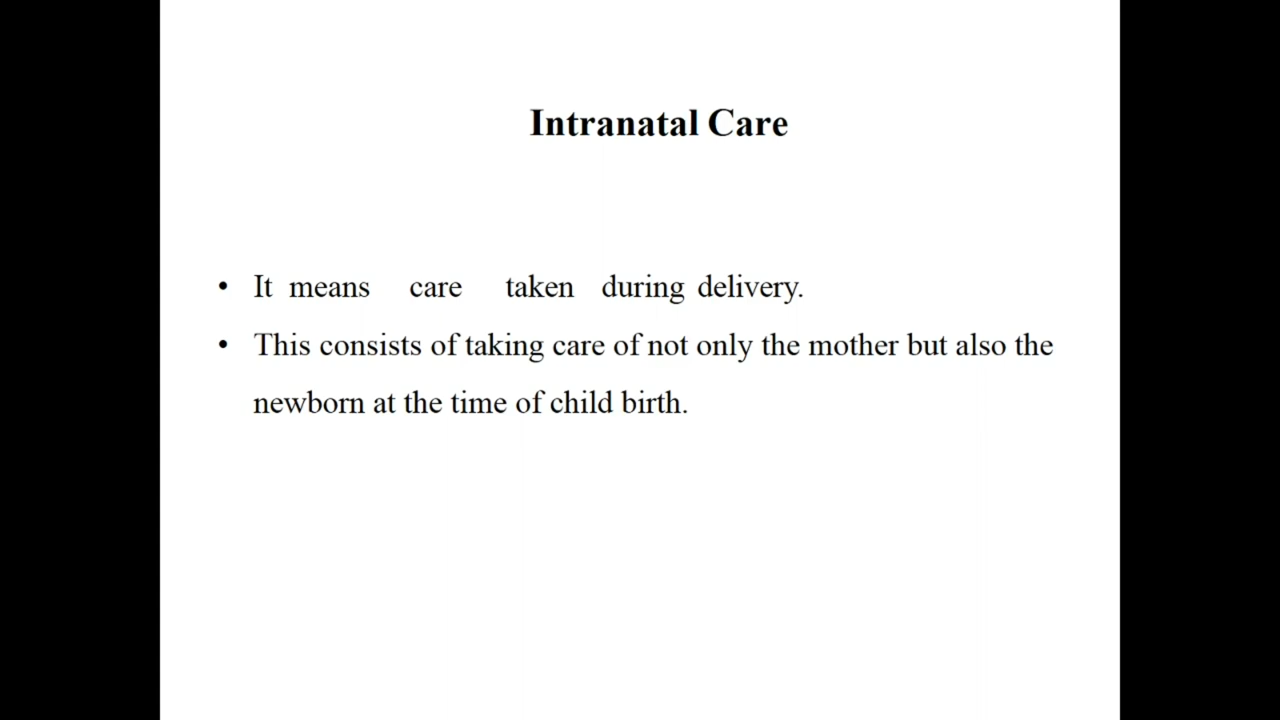 Intranatal Care
• It means care taken during delivery.
• This consists of taking care of not only the mother but also the
newborn at the time of child birth.